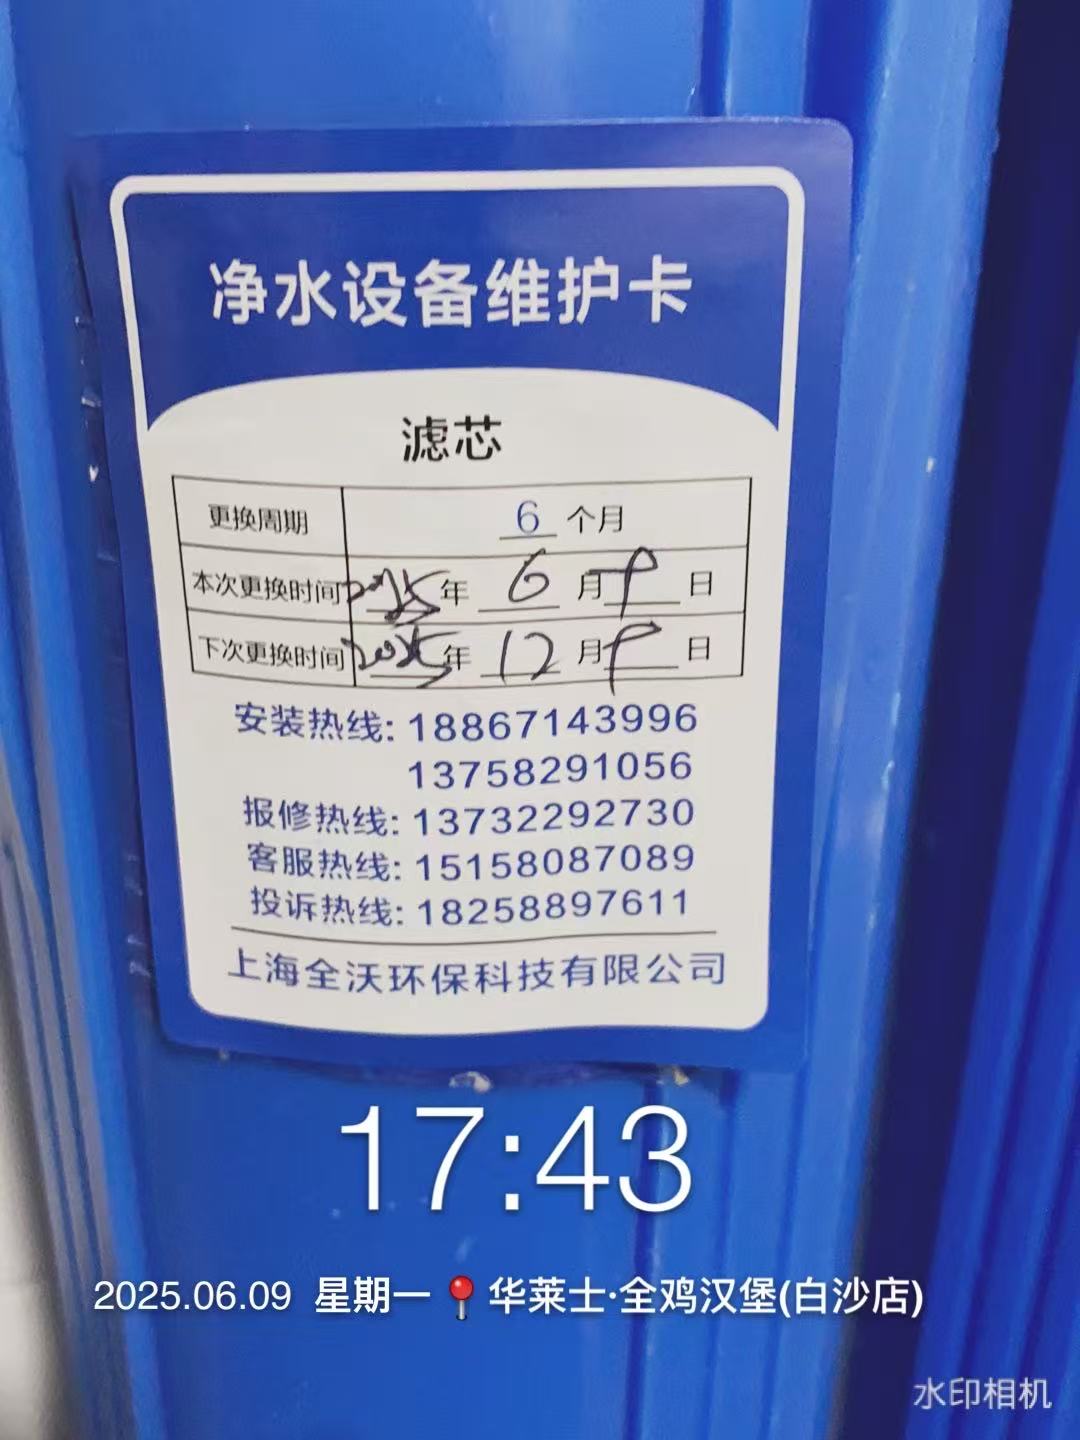 净水设备维护卡
滤芯
更换周期 6 个月
本次更换时间 2025 年 6 月 9 日
下次更换时间 2025 年 12 月 9 日
安装热线: 18867143996
13758291056
报修热线: 13732292730
客服热线: 15158087089
投诉热线: 18258897611
上海全沃环保科技有限公司
17:43
2025.06.09 星期一 📍 华莱士·全鸡汉堡(白沙店)
水印相机